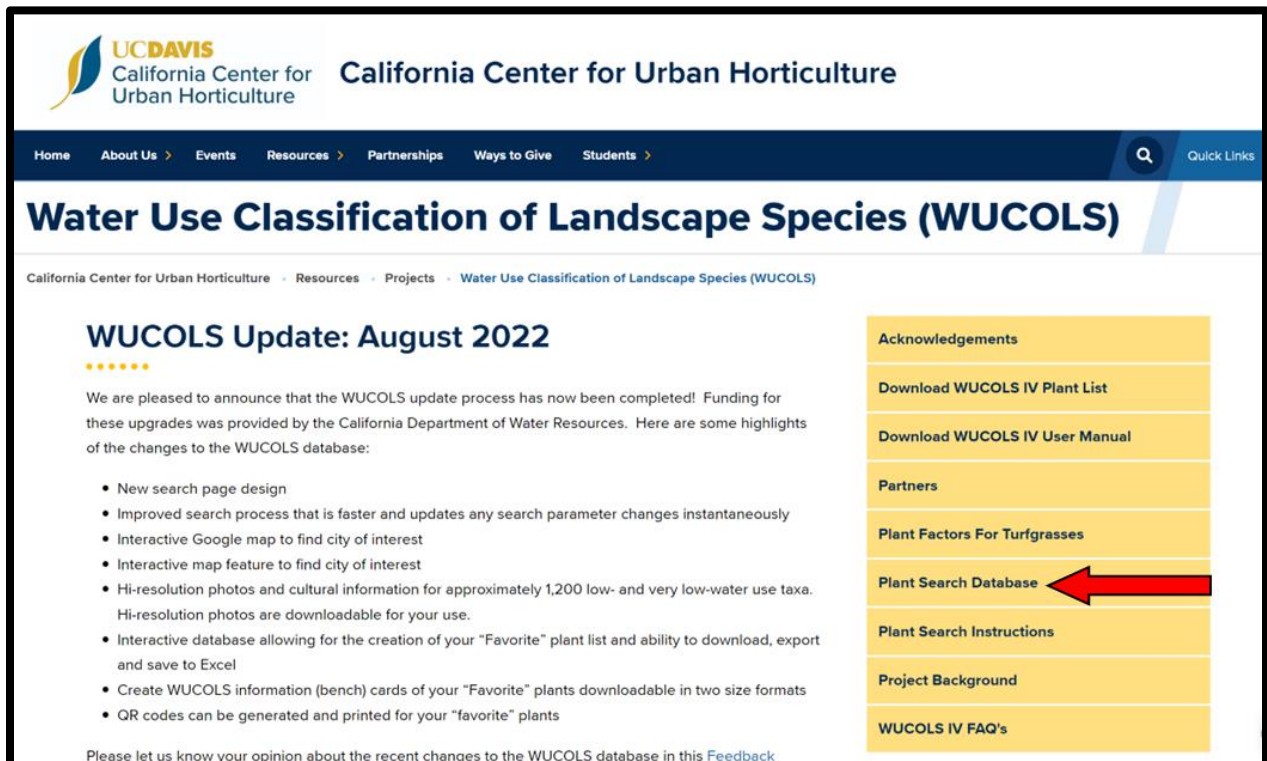 UCDAVIS
California Center for
Urban Horticulture
California Center for Urban Horticulture
Home About Us > Events Resources > Partnerships Ways to Give Students > Quick Links
Water Use Classification of Landscape Species (WUCOLS)
California Center for Urban Horticulture • Resources • Projects • Water Use Classification of Landscape Species (WUCOLS)
WUCOLS Update: August 2022
We are pleased to announce that the WUCOLS update process has now been completed! Funding for
these upgrades was provided by the California Department of Water Resources. Here are some highlights
of the changes to the WUCOLS database:
• New search page design
• Improved search process that is faster and updates any search parameter changes instantaneously
• Interactive Google map to find city of interest
• Interactive map feature to find city of interest
• Hi-resolution photos and cultural information for approximately 1,200 low- and very low-water use taxa.
Hi-resolution photos are downloadable for your use.
• Interactive database allowing for the creation of your “Favorite” plant list and ability to download, export
and save to Excel
• Create WUCOLS information (bench) cards of your “Favorite” plants downloadable in two size formats
• QR codes can be generated and printed for your “favorite” plants
Please let us know your opinion about the recent changes to the WUCOLS database in this Feedback
Acknowledgements
Download WUCOLS IV Plant List
Download WUCOLS IV User Manual
Partners
Plant Factors For Turfgrasses
Plant Search Database
Plant Search Instructions
Project Background
WUCOLS IV FAQ's